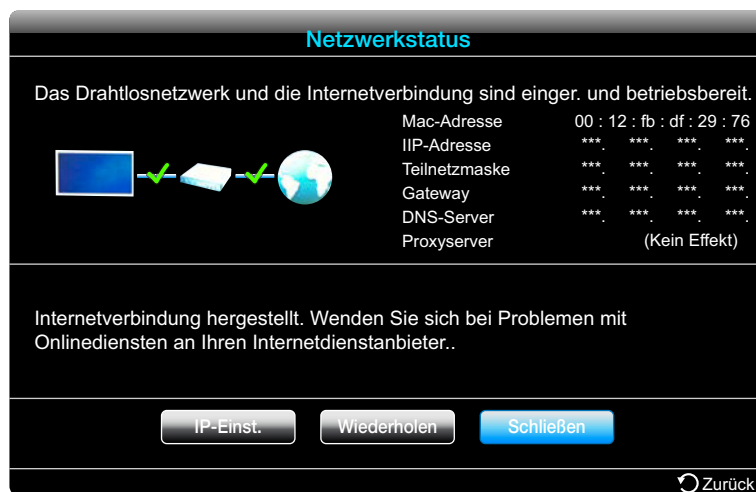 Netzwerkstatus
Das Drahtlosnetzwerk und die Internetverbindung sind einger. und betriebsbereit.
Mac-Adresse 00 : 12 : fb : df : 29 : 76
IIP-Adresse ***. ***. ***. ***.
Teilnetzmaske ***. ***. ***. ***.
Gateway ***. ***. ***. ***.
DNS-Server ***. ***. ***. ***.
Proxyserver (Kein Effekt)
Internetverbindung hergestellt. Wenden Sie sich bei Problemen mit
Onlinediensten an Ihren Internetdienstanbieter..
IP-Einst. Wiederholen Schließen
Zurück